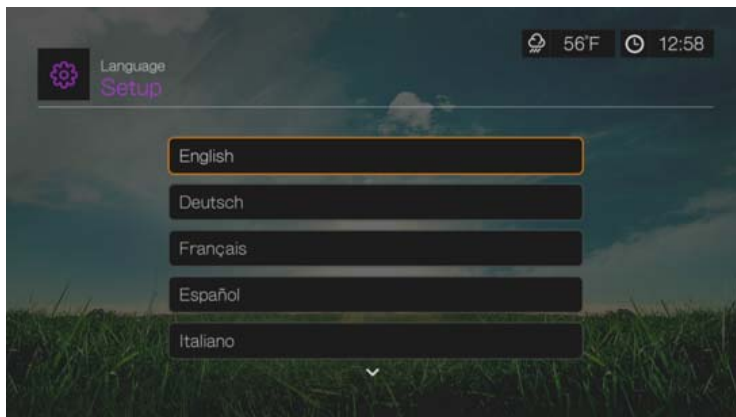 56°F 12:58
Language
Setup
English
Deutsch
Français
Español
Italiano